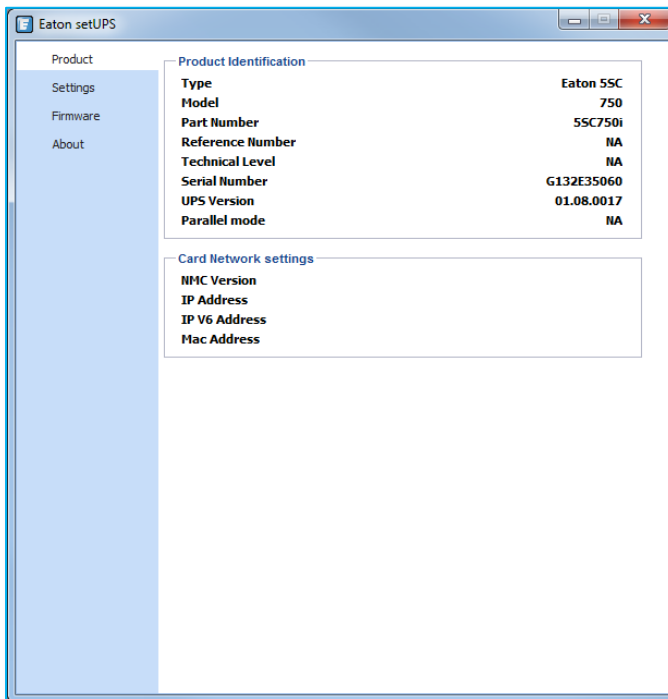 Eaton setUPS
Product
Settings
Firmware
About
Product Identification
Type Eaton 5SC
Model 750
Part Number 5SC750i
Reference Number NA
Technical Level NA
Serial Number G132E35060
UPS Version 01.08.0017
Parallel mode NA
Card Network settings
NMC Version
IP Address
IP V6 Address
Mac Address